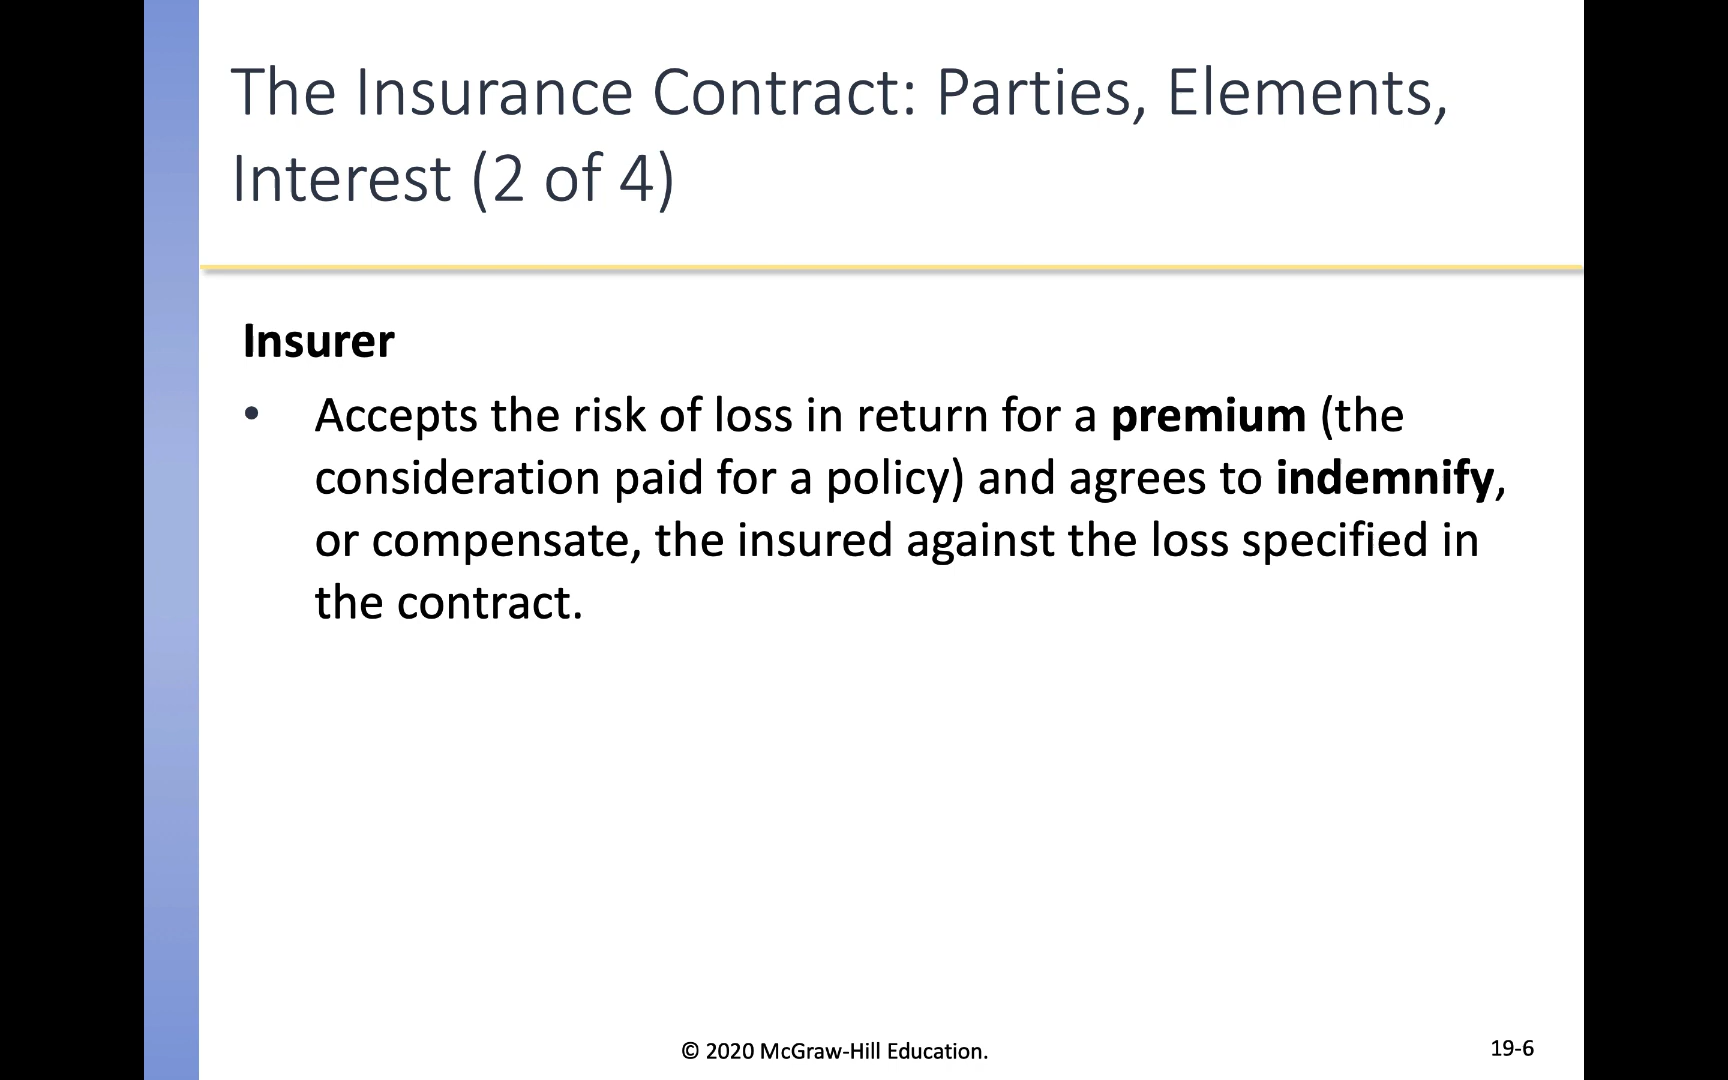 The Insurance Contract: Parties, Elements,
Interest (2 of 4)
Insurer
• Accepts the risk of loss in return for a premium (the
consideration paid for a policy) and agrees to indemnify,
or compensate, the insured against the loss specified in
the contract.
© 2020 McGraw-Hill Education.
19-6